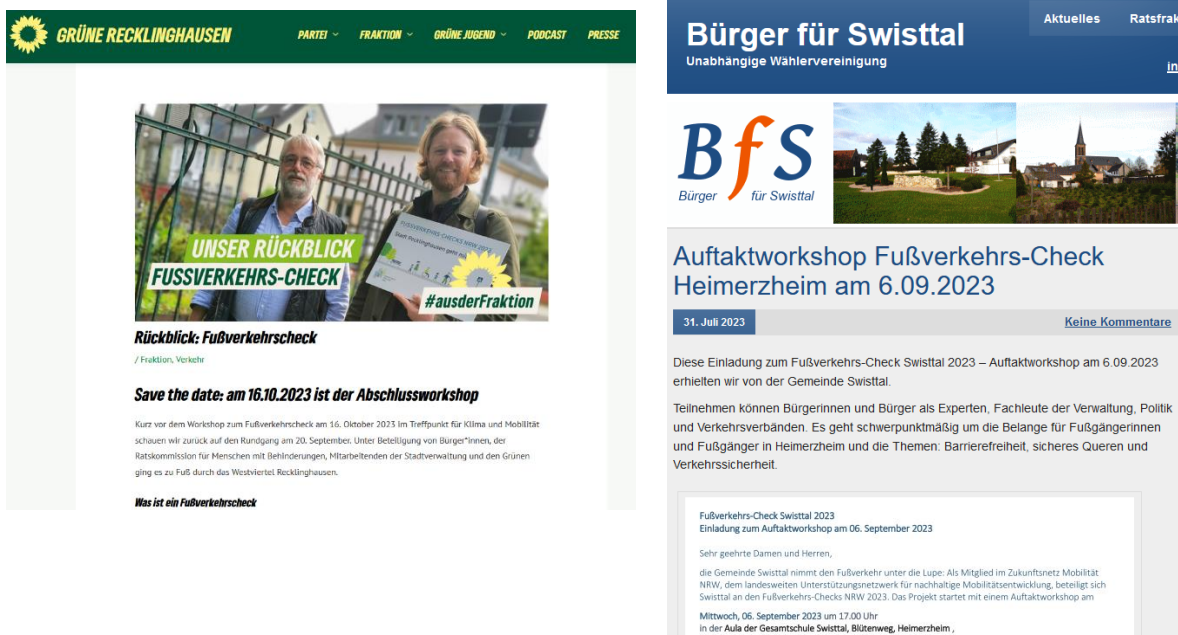 GRÜNE RECKLINGHAUSEN
PARTEI
FRAKTION
GRÜNE JUGEND
PODCAST
PRESSE
FUSSVERKEHRS-CHECKS NRW 2023
Stadt Recklinghausen geht
UNSER RÜCKBLICK
FUSSVERKEHRS-CHECK
#ausderFraktion
Rückblick: Fußverkehrscheck
/ Fraktion, Verkehr
Save the date: am 16.10.2023 ist der Abschlussworkshop
Kurz vor dem Workshop zum Fußverkehrscheck am 16. Oktober 2023 im Treffpunkt für Klima und Mobilität
schauen wir zurück auf den Rundgang am 20. September. Unter Beteiligung von Bürger*innen, der
Ratskommission für Menschen mit Behinderungen, Mitarbeitenden der Stadtverwaltung und den Grünen
ging es zu Fuß durch das Westviertel Recklinghausen.
Was ist ein Fußverkehrscheck
Bürger für Swisttal
Unabhängige Wählervereinigung
Aktuelles
Ratsfrak
in
BfS
Bürger für Swisttal
Auftaktworkshop Fußverkehrs-Check
Heimerzheim am 6.09.2023
31. Juli 2023
Keine Kommentare
Diese Einladung zum Fußverkehrs-Check Swisttal 2023 – Auftaktworkshop am 6.09.2023
erhielten wir von der Gemeinde Swisttal.
Teilnehmen können Bürgerinnen und Bürger als Experten, Fachleute der Verwaltung, Politik
und Verkehrsverbänden. Es geht schwerpunktmäßig um die Belange für Fußgängerinnen
und Fußgänger in Heimerzheim und die Themen: Barrierefreiheit, sicheres Queren und
Verkehrssicherheit.
Fußverkehrs-Check Swisttal 2023
Einladung zum Auftaktworkshop am 06. September 2023
Sehr geehrte Damen und Herren,
die Gemeinde Swisttal nimmt den Fußverkehr unter die Lupe: Als Mitglied im Zukunftsnetz Mobilität
NRW, dem landesweiten Unterstützungsnetzwerk für nachhaltige Mobilitätsentwicklung, beteiligt sich
Swisttal an den Fußverkehrs-Checks NRW 2023. Das Projekt startet mit einem Auftaktworkshop am
Mittwoch, 06. September 2023 um 17.00 Uhr
in der Aula der Gesamtschule Swisttal, Blütenweg, Heimerzheim ,